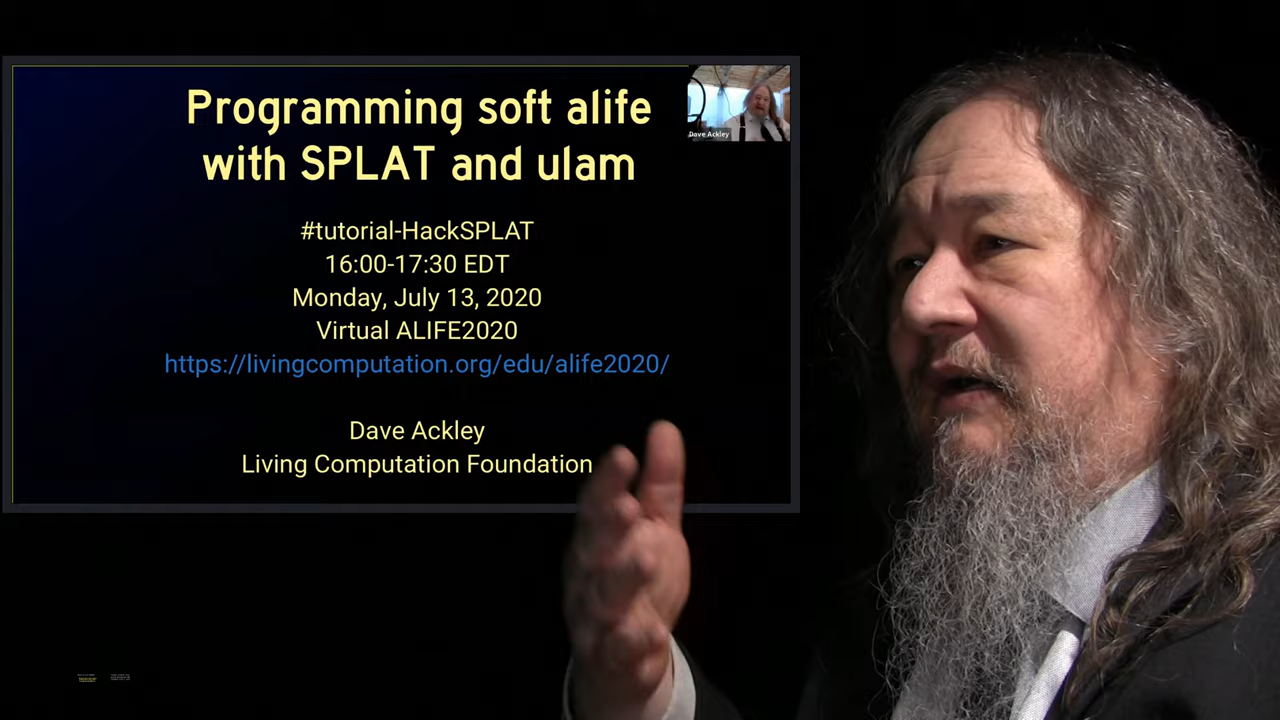 Programming soft alife
with SPLAT and ulam
Dave Ackley
#tutorial-HackSPLAT
16:00-17:30 EDT
Monday, July 13, 2020
Virtual ALIFE2020
https://livingcomputation.org/edu/alife2020/
Dave Ackley
Living Computation Foundation